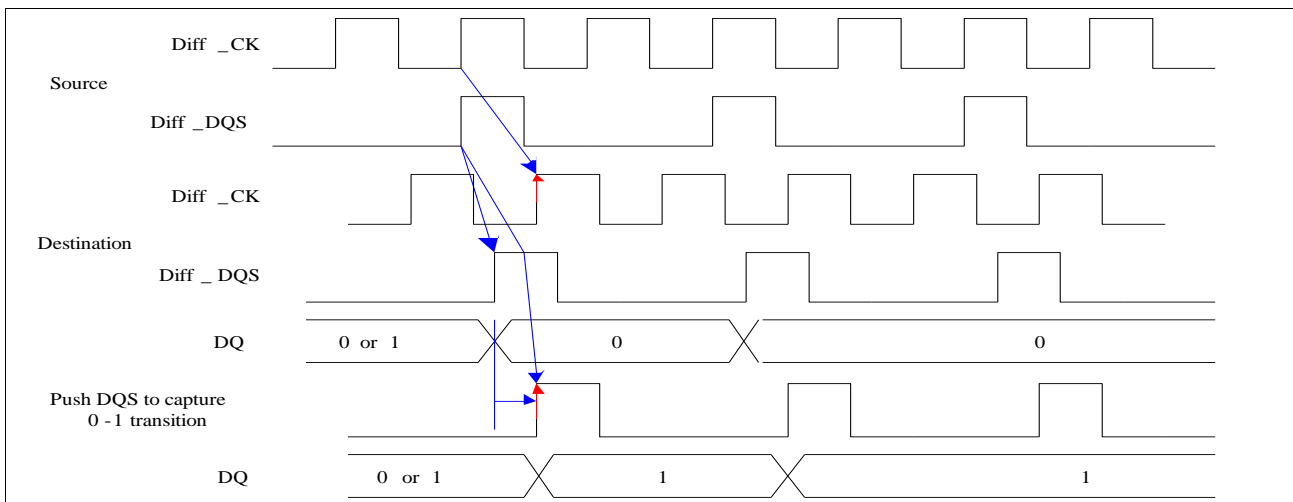 Diff _CK
Source
Diff _DQS
Diff _CK
Destination
Diff _ DQS
DQ
0 or 1
0
0
Push DQS to capture
0 -1 transition
DQ
0 or 1
1
1